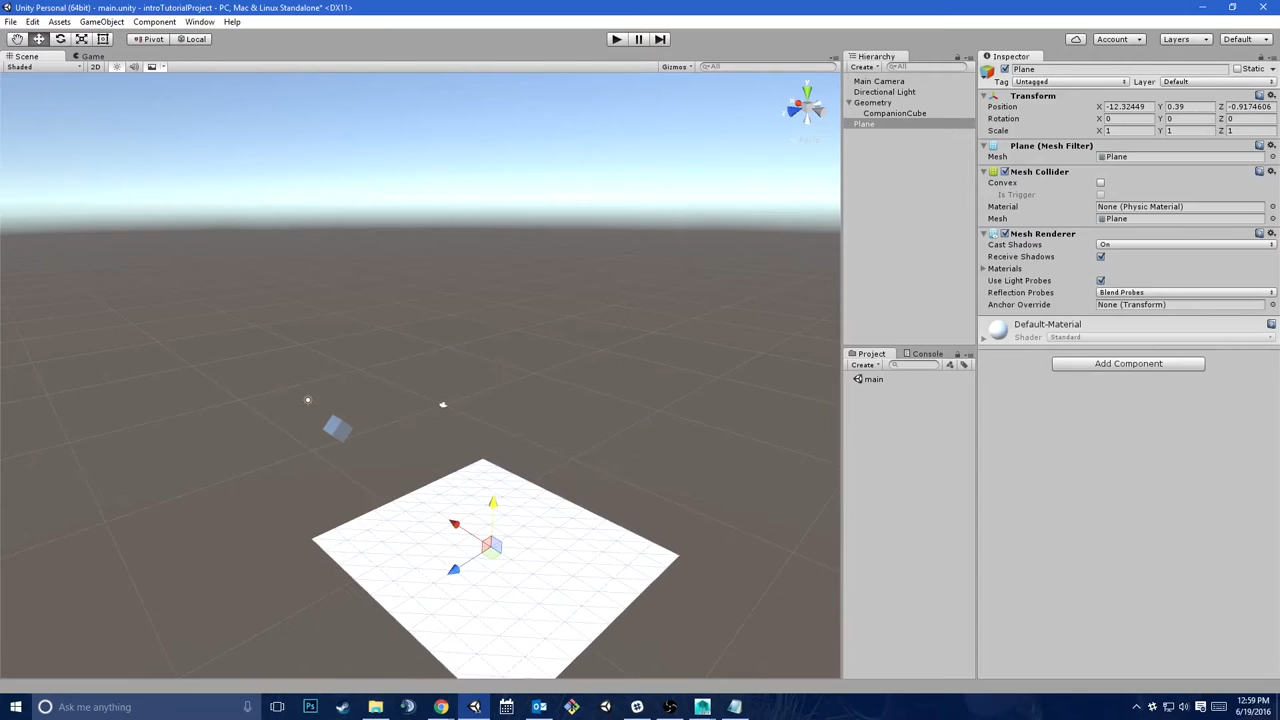 Unity Personal (64bit) - main.unity - introTutorialProject - PC, Mac & Linux Standalone* <DX11>
File Edit Assets GameObject Component Window Help
Pivot Local Account Layers Default
Scene Game
Shaded 2D Gizmos All
Hierarchy
Create All
Main Camera
Directional Light
Geometry
CompanionCube
Plane
Project Console
Create
main
Inspector
Plane Static
Tag Untagged Layer Default
Transform
Position X -12.32449 Y 0.39 Z -0.9174606
Rotation X 0 Y 0 Z 0
Scale X 1 Y 1 Z 1
Plane (Mesh Filter)
Mesh Plane
Mesh Collider
Convex
Is Trigger
Material None (Physic Material)
Mesh Plane
Mesh Renderer
Cast Shadows On
Receive Shadows
Materials
Use Light Probes
Reflection Probes Blend Probes
Anchor Override None (Transform)
Default-Material
Shader Standard
Add Component
Ask me anything
12:59 PM
6/19/2016